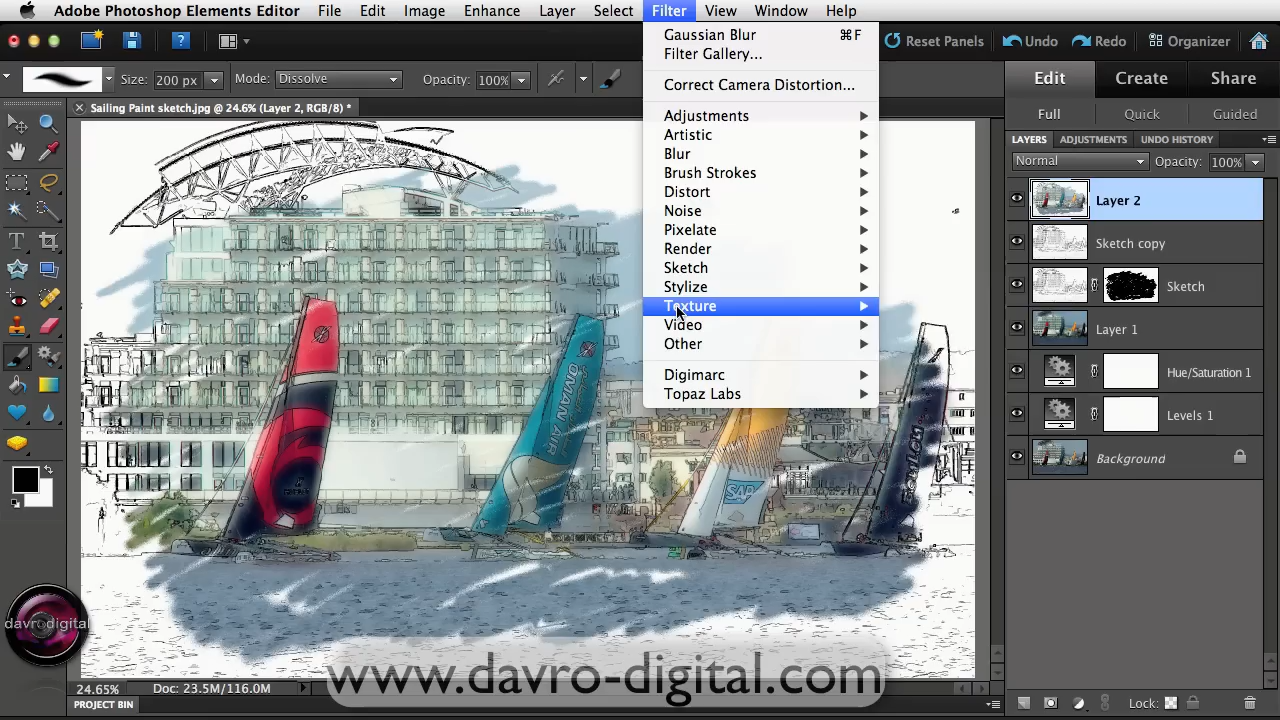 Adobe Photoshop Elements Editor File Edit Image Enhance Layer Select Filter View Window Help
Reset Panels Undo Redo Organizer
Size: 200 px Mode: Dissolve Opacity: 100%
Gaussian Blur ⌘F
Filter Gallery...
Correct Camera Distortion...
Adjustments
Artistic
Blur
Brush Strokes
Distort
Noise
Pixelate
Render
Sketch
Stylize
Texture
Video
Other
Digimarc
Topaz Labs
Edit Create Share
Full Quick Guided
LAYERS ADJUSTMENTS UNDO HISTORY
Normal Opacity: 100%
Layer 2
Sketch copy
Sketch
Layer 1
Hue/Saturation 1
Levels 1
Background
Lock:
Sailing Paint sketch.jpg @ 24.6% (Layer 2, RGB/8) *
OMAN AIR
SAP
davro-digital
www.davro-digital.com
24.65% Doc: 23.5M/116.0M
PROJECT BIN